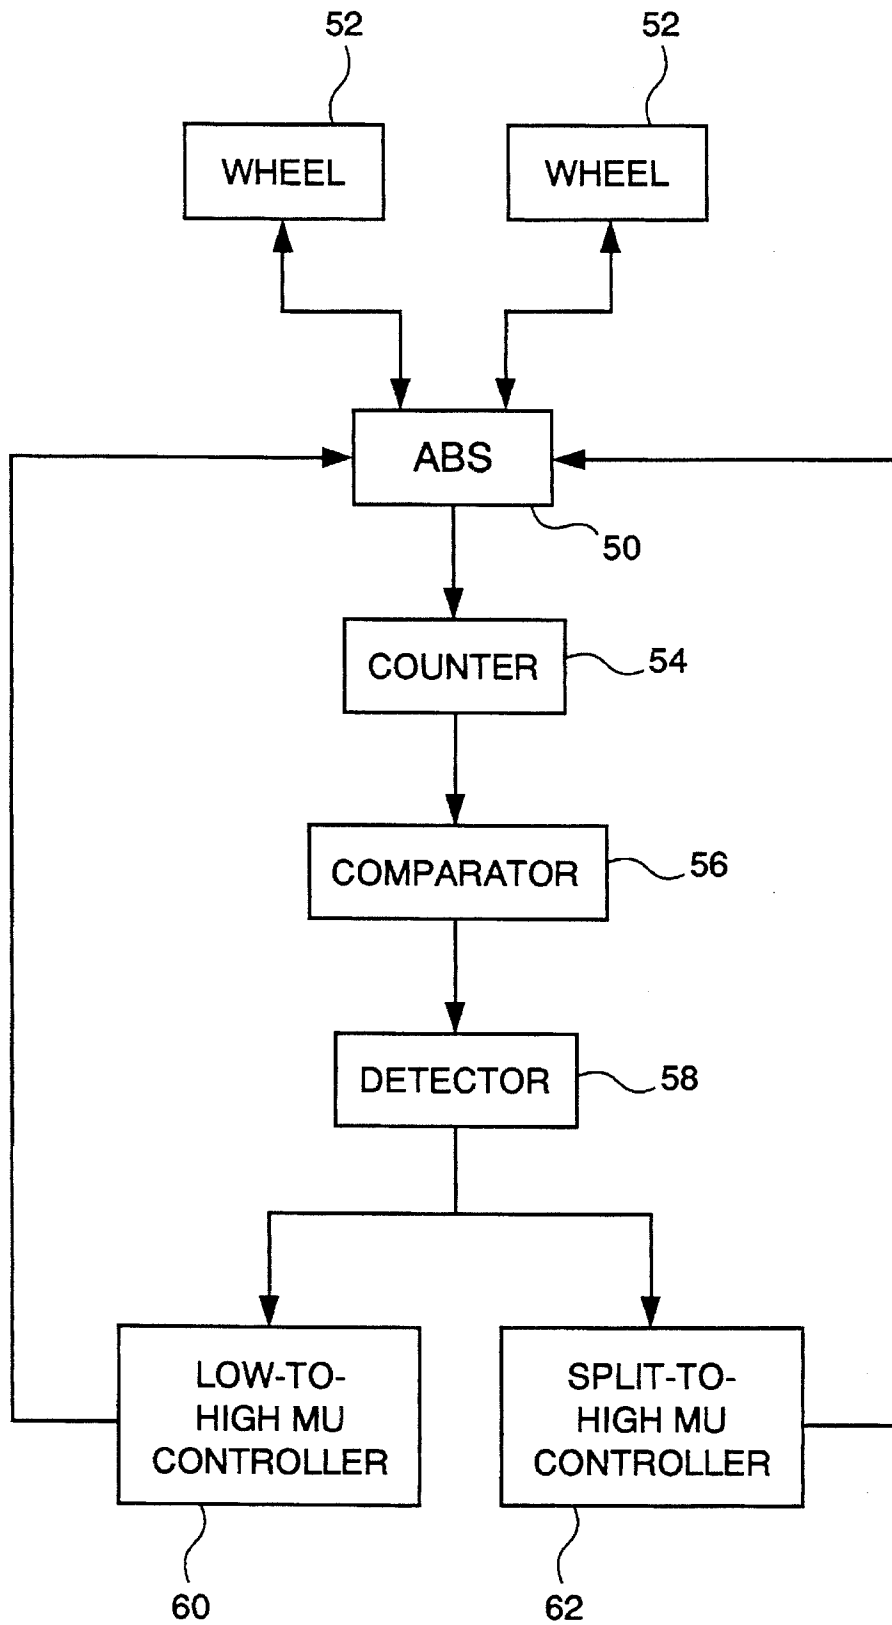 52
52
WHEEL
WHEEL
ABS
50
COUNTER
54
COMPARATOR
56
DETECTOR
58
LOW-TO-
HIGH MU
CONTROLLER
SPLIT-TO-
HIGH MU
CONTROLLER
60
62